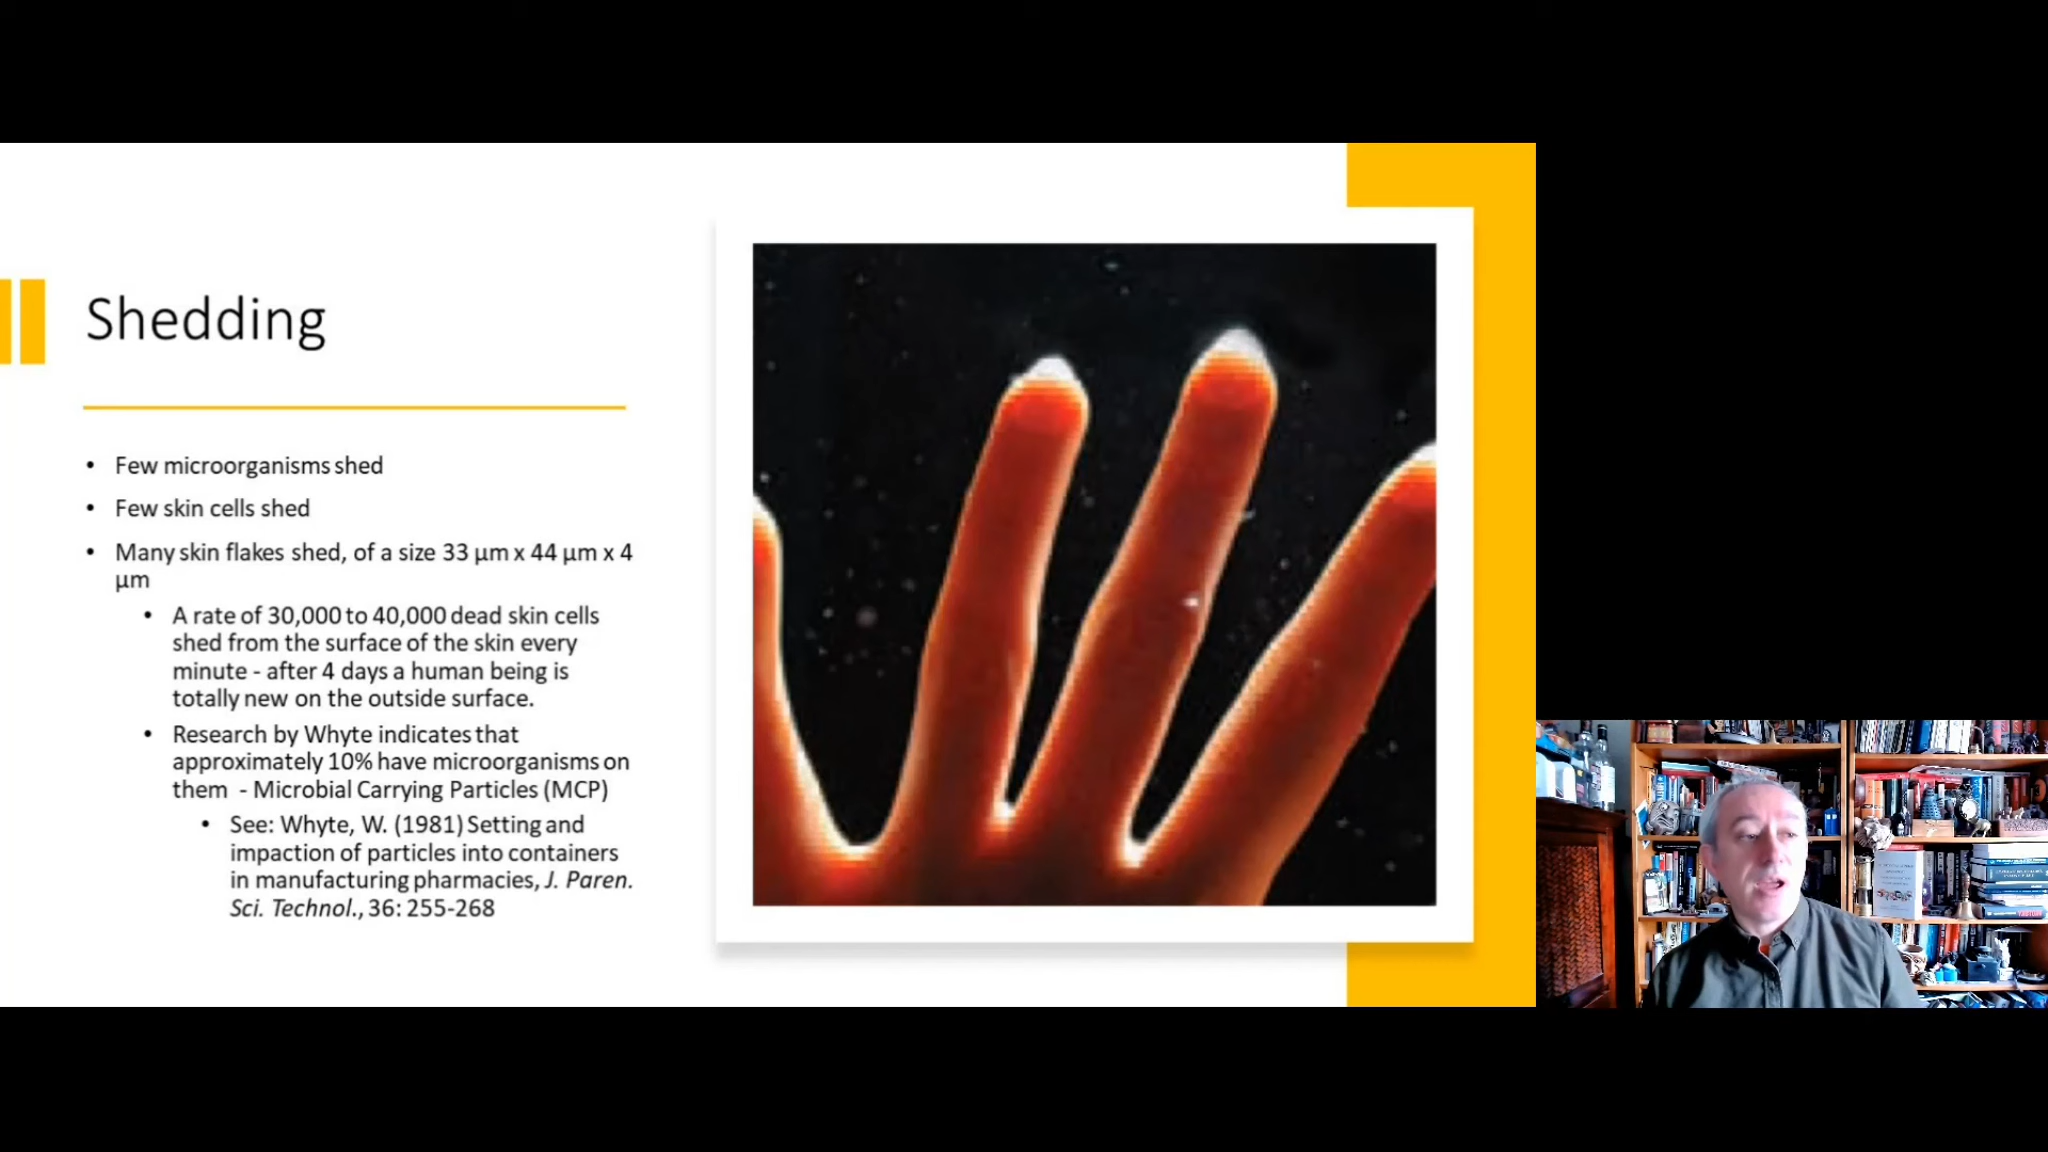 Shedding
• Few microorganisms shed
• Few skin cells shed
• Many skin flakes shed, of a size 33 µm x 44 µm x 4
µm
• A rate of 30,000 to 40,000 dead skin cells
shed from the surface of the skin every
minute - after 4 days a human being is
totally new on the outside surface.
• Research by Whyte indicates that
approximately 10% have microorganisms on
them - Microbial Carrying Particles (MCP)
• See: Whyte, W. (1981) Setting and
impaction of particles into containers
in manufacturing pharmacies, J. Paren.
Sci. Technol., 36: 255-268